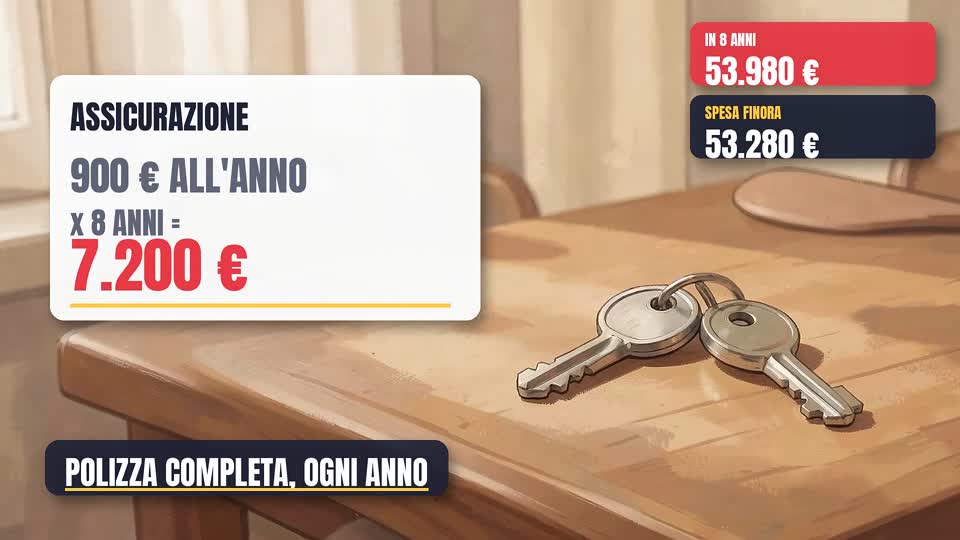 ASSICURAZIONE
900 € ALL'ANNO
X 8 ANNI =
7.200 €
IN 8 ANNI
53.980 €
SPESA FINORA
53.280 €
POLIZZA COMPLETA, OGNI ANNO